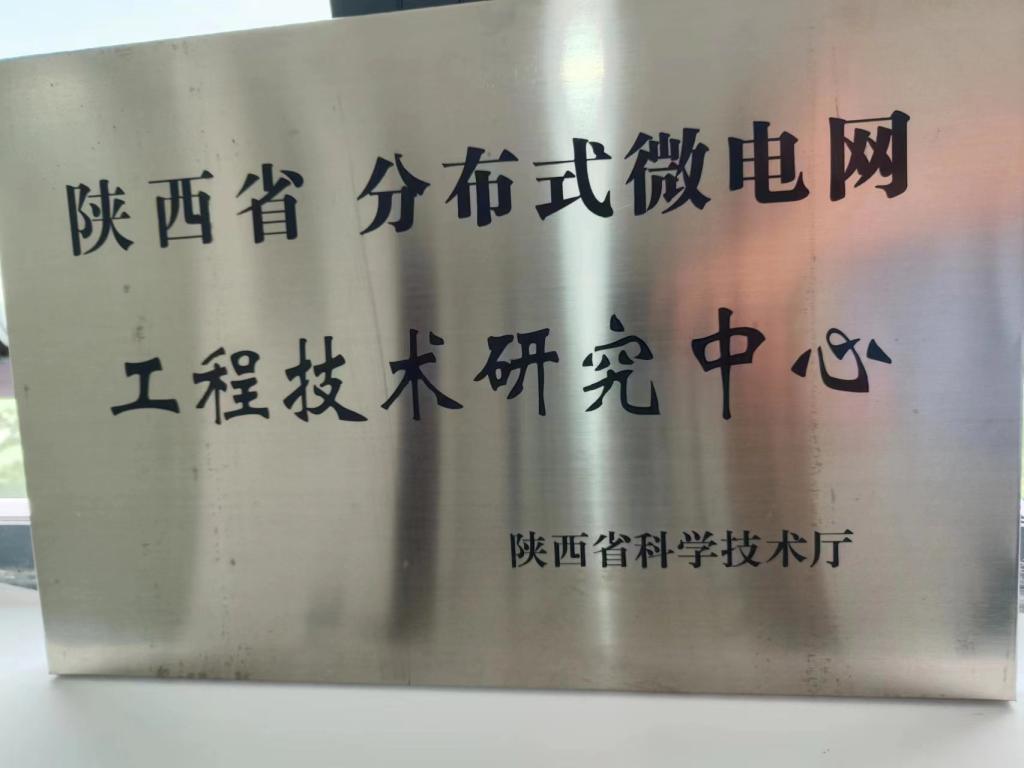 陕西省 分布式微电网
工程技术研究中心
陕西省科学技术厅